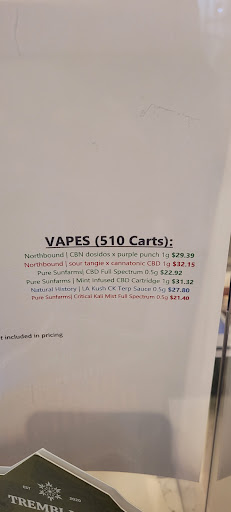 VAPES (510 Carts):
Northbound | CBN dosidos x purple punch 1g $29.39
Northbound | sour tangie x cannatonic CBD 1g $32.15
Pure Sunfarms| CBD Full Spectrum 0.5g $22.92
Pure Sunfarms | Mint Infused CBD Cartridge 1g $31.32
Natural History | LA Kush CK Terp Sauce 0.5g $27.80
Pure Sunfarms| Critical Kali Mist Full Spectrum 0.5g $21.40
t included in pricing
EST 2020
TREMBL